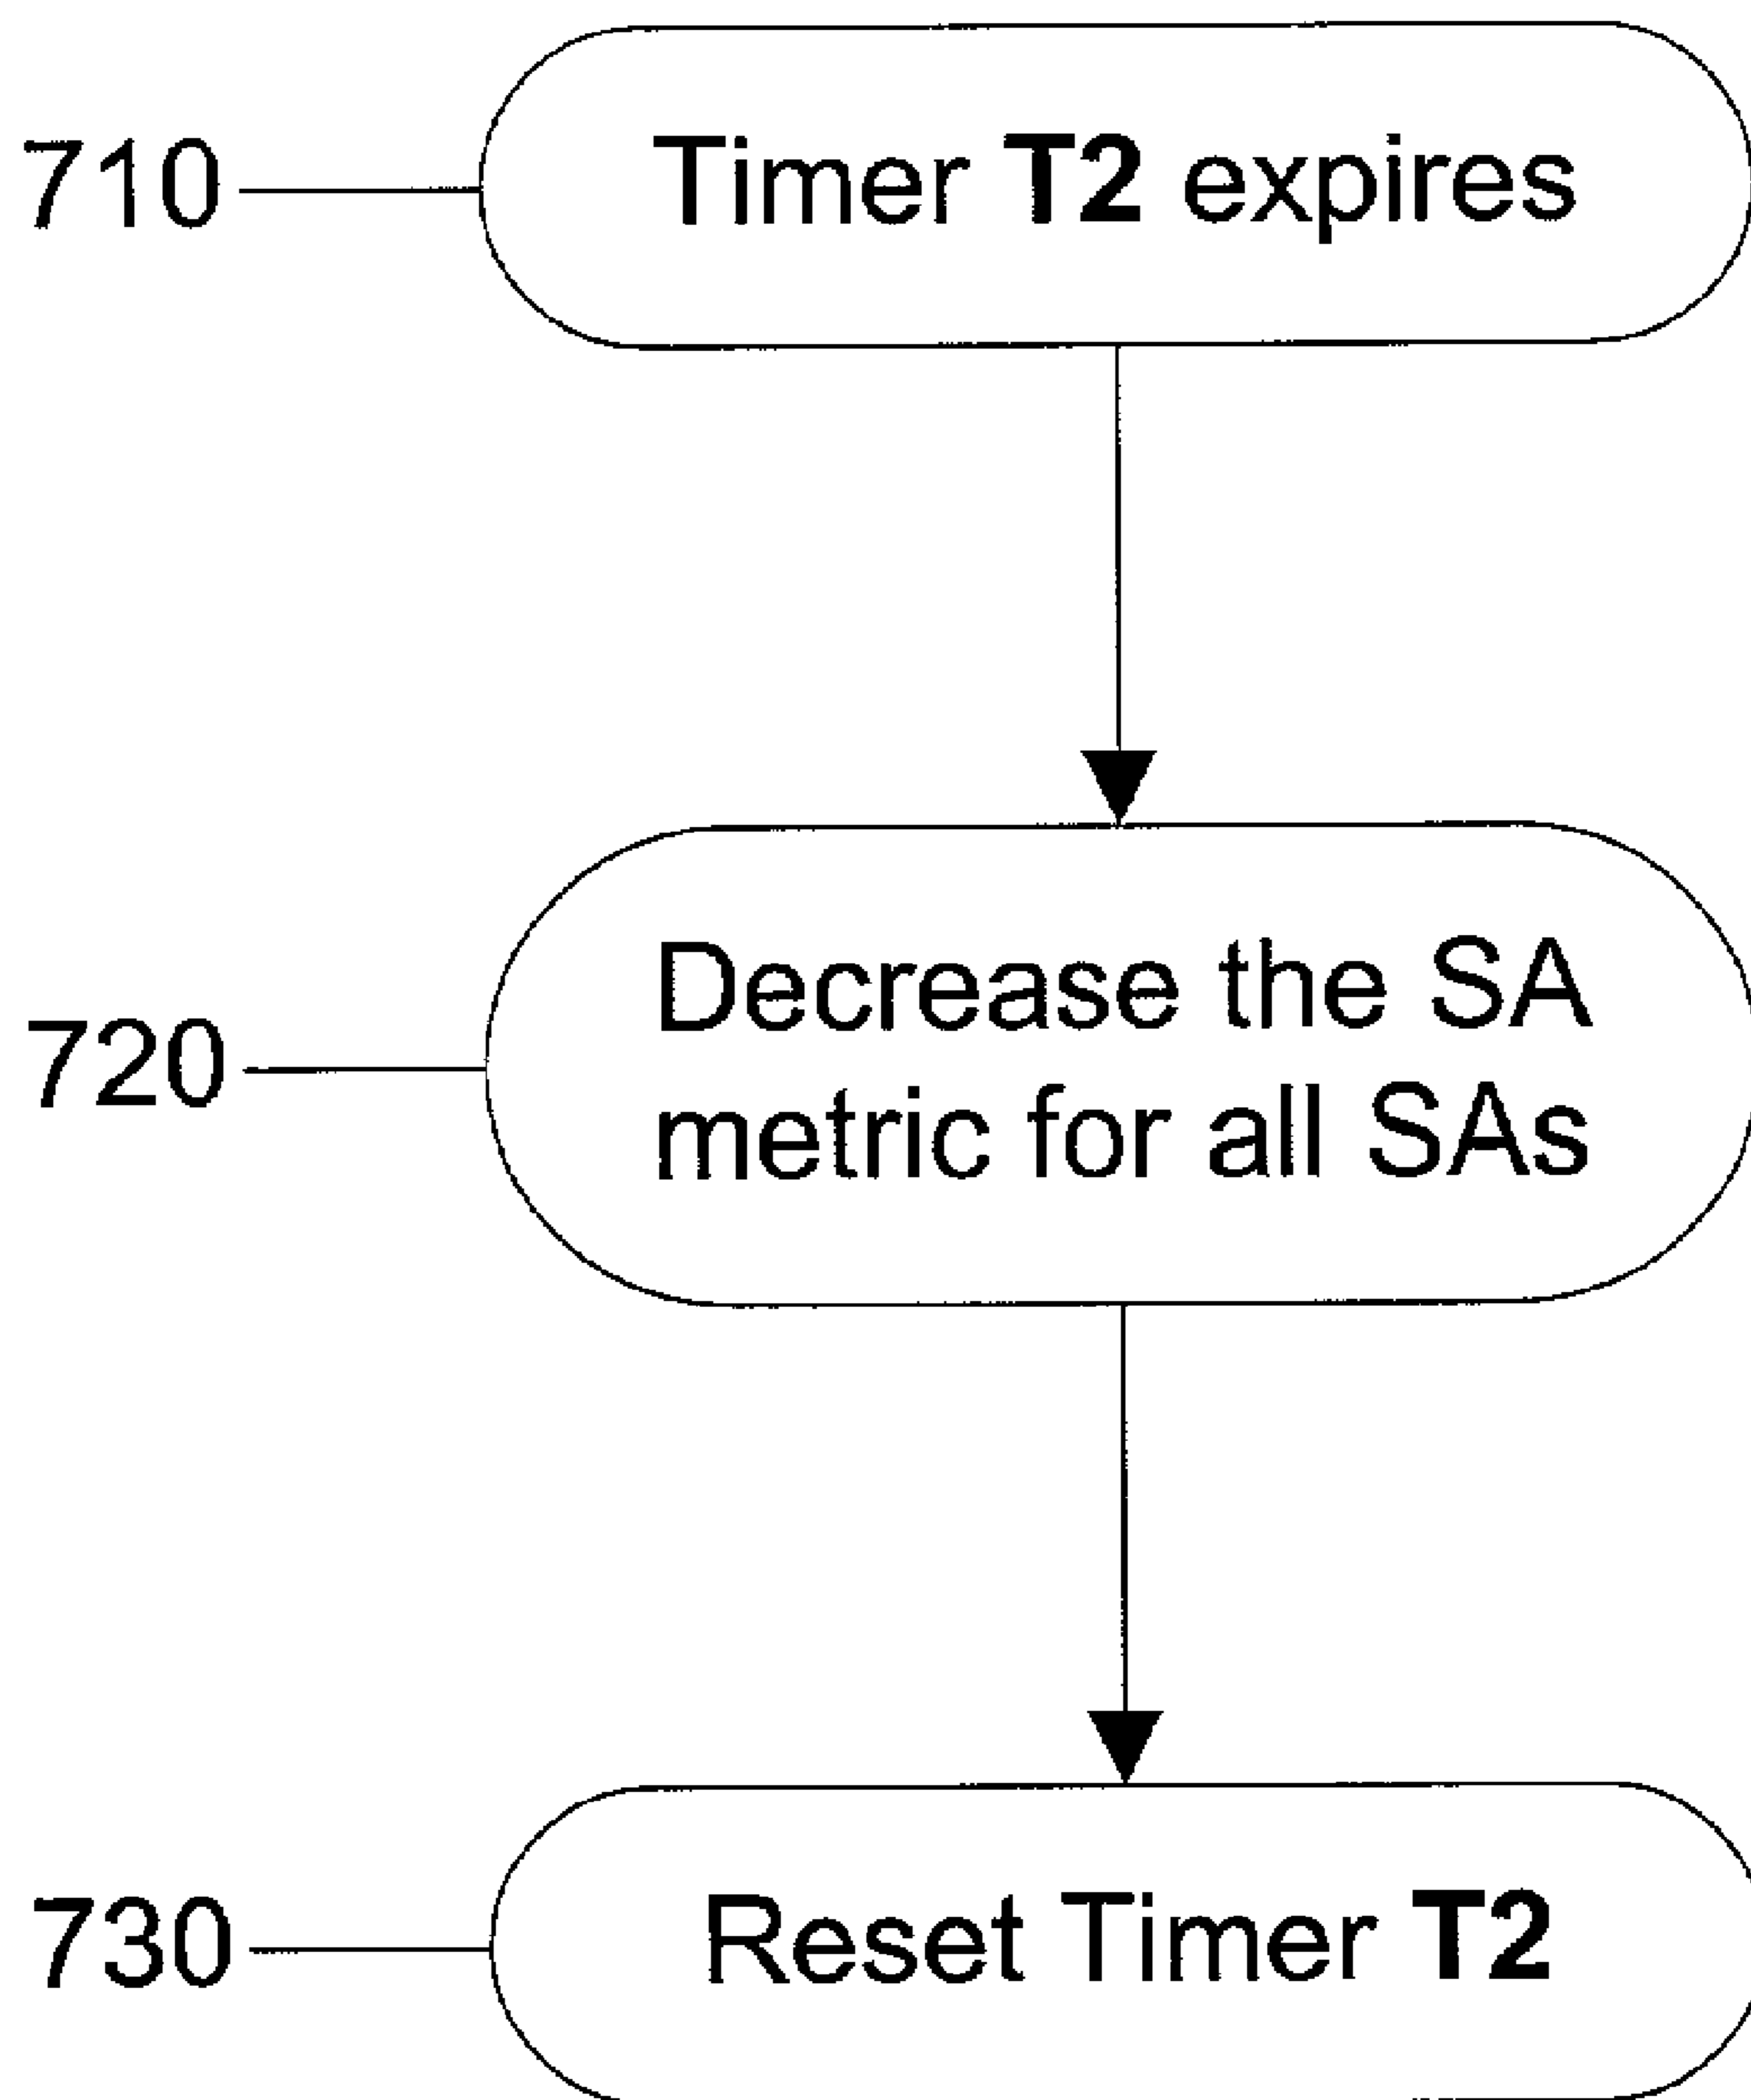 710
Timer T2 expires
720
Decrease the SA
metric for all SAs
730
Reset Timer T2